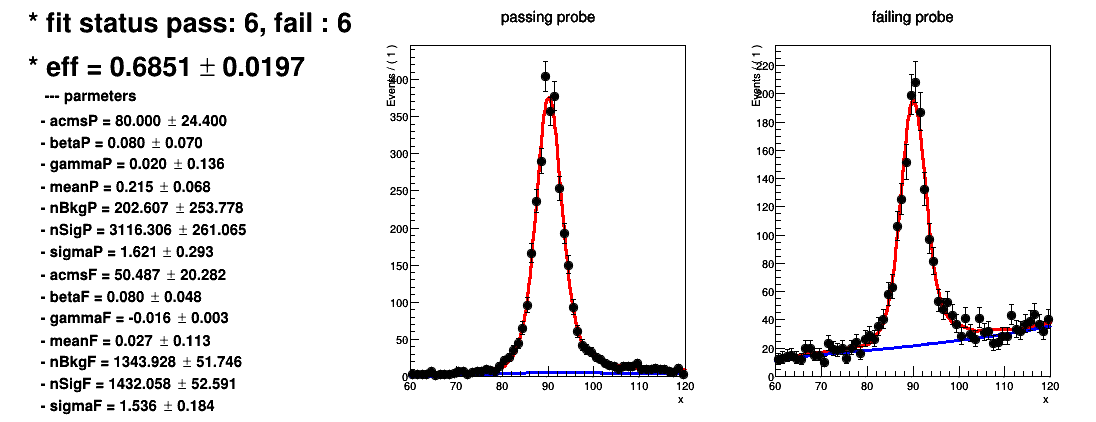 * fit status pass: 6, fail : 6
* eff = 0.6851 ± 0.0197
--- parmeters
- acmsP = 80.000 ± 24.400
- betaP = 0.080 ± 0.070
- gammaP = 0.020 ± 0.136
- meanP = 0.215 ± 0.068
- nBkgP = 202.607 ± 253.778
- nSigP = 3116.306 ± 261.065
- sigmaP = 1.621 ± 0.293
- acmsF = 50.487 ± 20.282
- betaF = 0.080 ± 0.048
- gammaF = -0.016 ± 0.003
- meanF = 0.027 ± 0.113
- nBkgF = 1343.928 ± 51.746
- nSigF = 1432.058 ± 52.591
- sigmaF = 1.536 ± 0.184
passing probe
Events / ( 1 )
400
350
300
250
200
150
100
50
0
60 70 80 90 100 110 120
x
failing probe
Events / ( 1 )
220
200
180
160
140
120
100
80
60
40
20
0
60 70 80 90 100 110 120
x